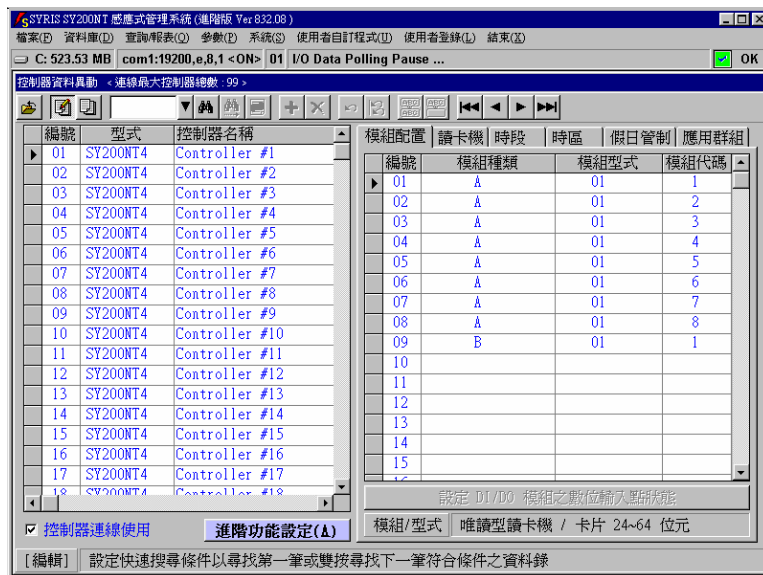 SYRIS SY200NT 感應式管理系統 (進階版 Ver 832.08 )
檔案(F) 資料庫(D) 查詢/報表(Q) 參數(P) 系統(S) 使用者自訂程式(U) 使用者登錄(L) 結束(X)
C: 523.53 MB com1:19200,e,8,1 <ON> 01 I/O Data Polling Pause ... OK
控制器資料異動 < 連線最大控制器總數 : 99 >
編號 型式 控制器名稱
01 SY200NT4 Controller #1
02 SY200NT4 Controller #2
03 SY200NT4 Controller #3
04 SY200NT4 Controller #4
05 SY200NT4 Controller #5
06 SY200NT4 Controller #6
07 SY200NT4 Controller #7
08 SY200NT4 Controller #8
09 SY200NT4 Controller #9
10 SY200NT4 Controller #10
11 SY200NT4 Controller #11
12 SY200NT4 Controller #12
13 SY200NT4 Controller #13
14 SY200NT4 Controller #14
15 SY200NT4 Controller #15
16 SY200NT4 Controller #16
17 SY200NT4 Controller #17
18 SY200NT4 Controller #18
控制器連線使用 進階功能設定(A)
模組配置 讀卡機 時段 時區 假日管制 應用群組
編號 模組種類 模組型式 模組代碼
01 A 01 1
02 A 01 2
03 A 01 3
04 A 01 4
05 A 01 5
06 A 01 6
07 A 01 7
08 A 01 8
09 B 01 1
10
11
12
13
14
15
16
設定 DI/DO 模組之數位輸入點狀態
模組/型式 唯讀型讀卡機 / 卡片 24~64 位元
[編輯] 設定快速搜尋條件以尋找第一筆或雙按尋找下一筆符合條件之資料錄